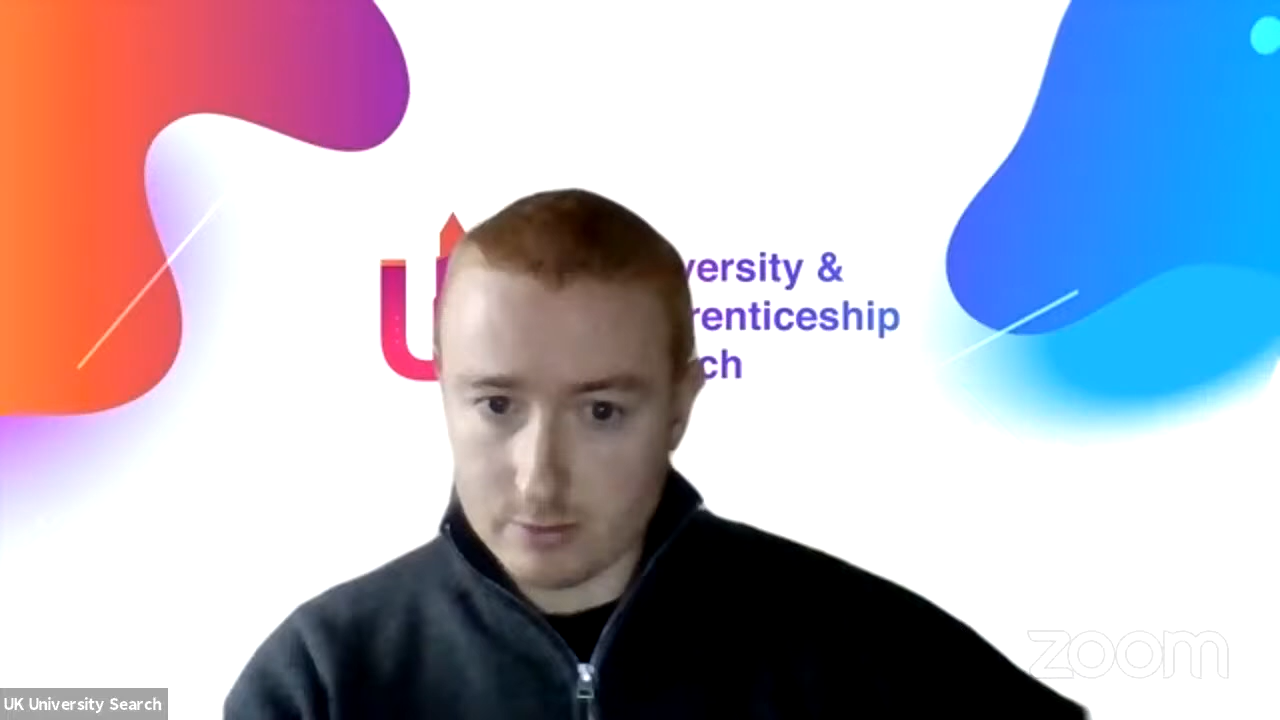 versity &
renticeship
ch
zoom
UK University Search